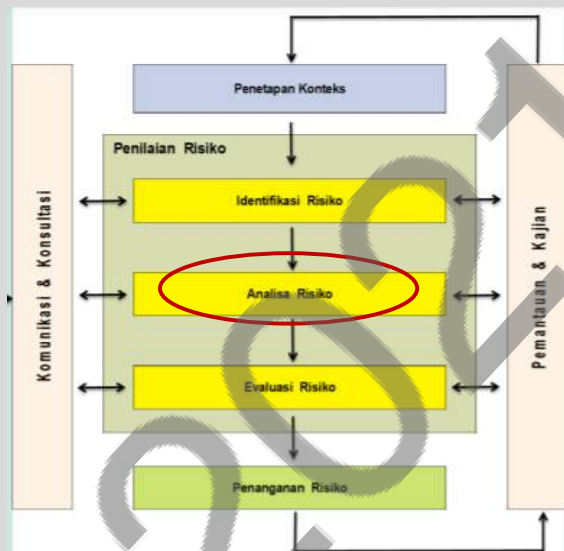 Penetapan Konteks
Penilaian Risiko
Identifikasi Risiko
Analisa Risiko
Evaluasi Risiko
Penanganan Risiko
Komunikasi & Konsultasi
Pemantauan & Kajian